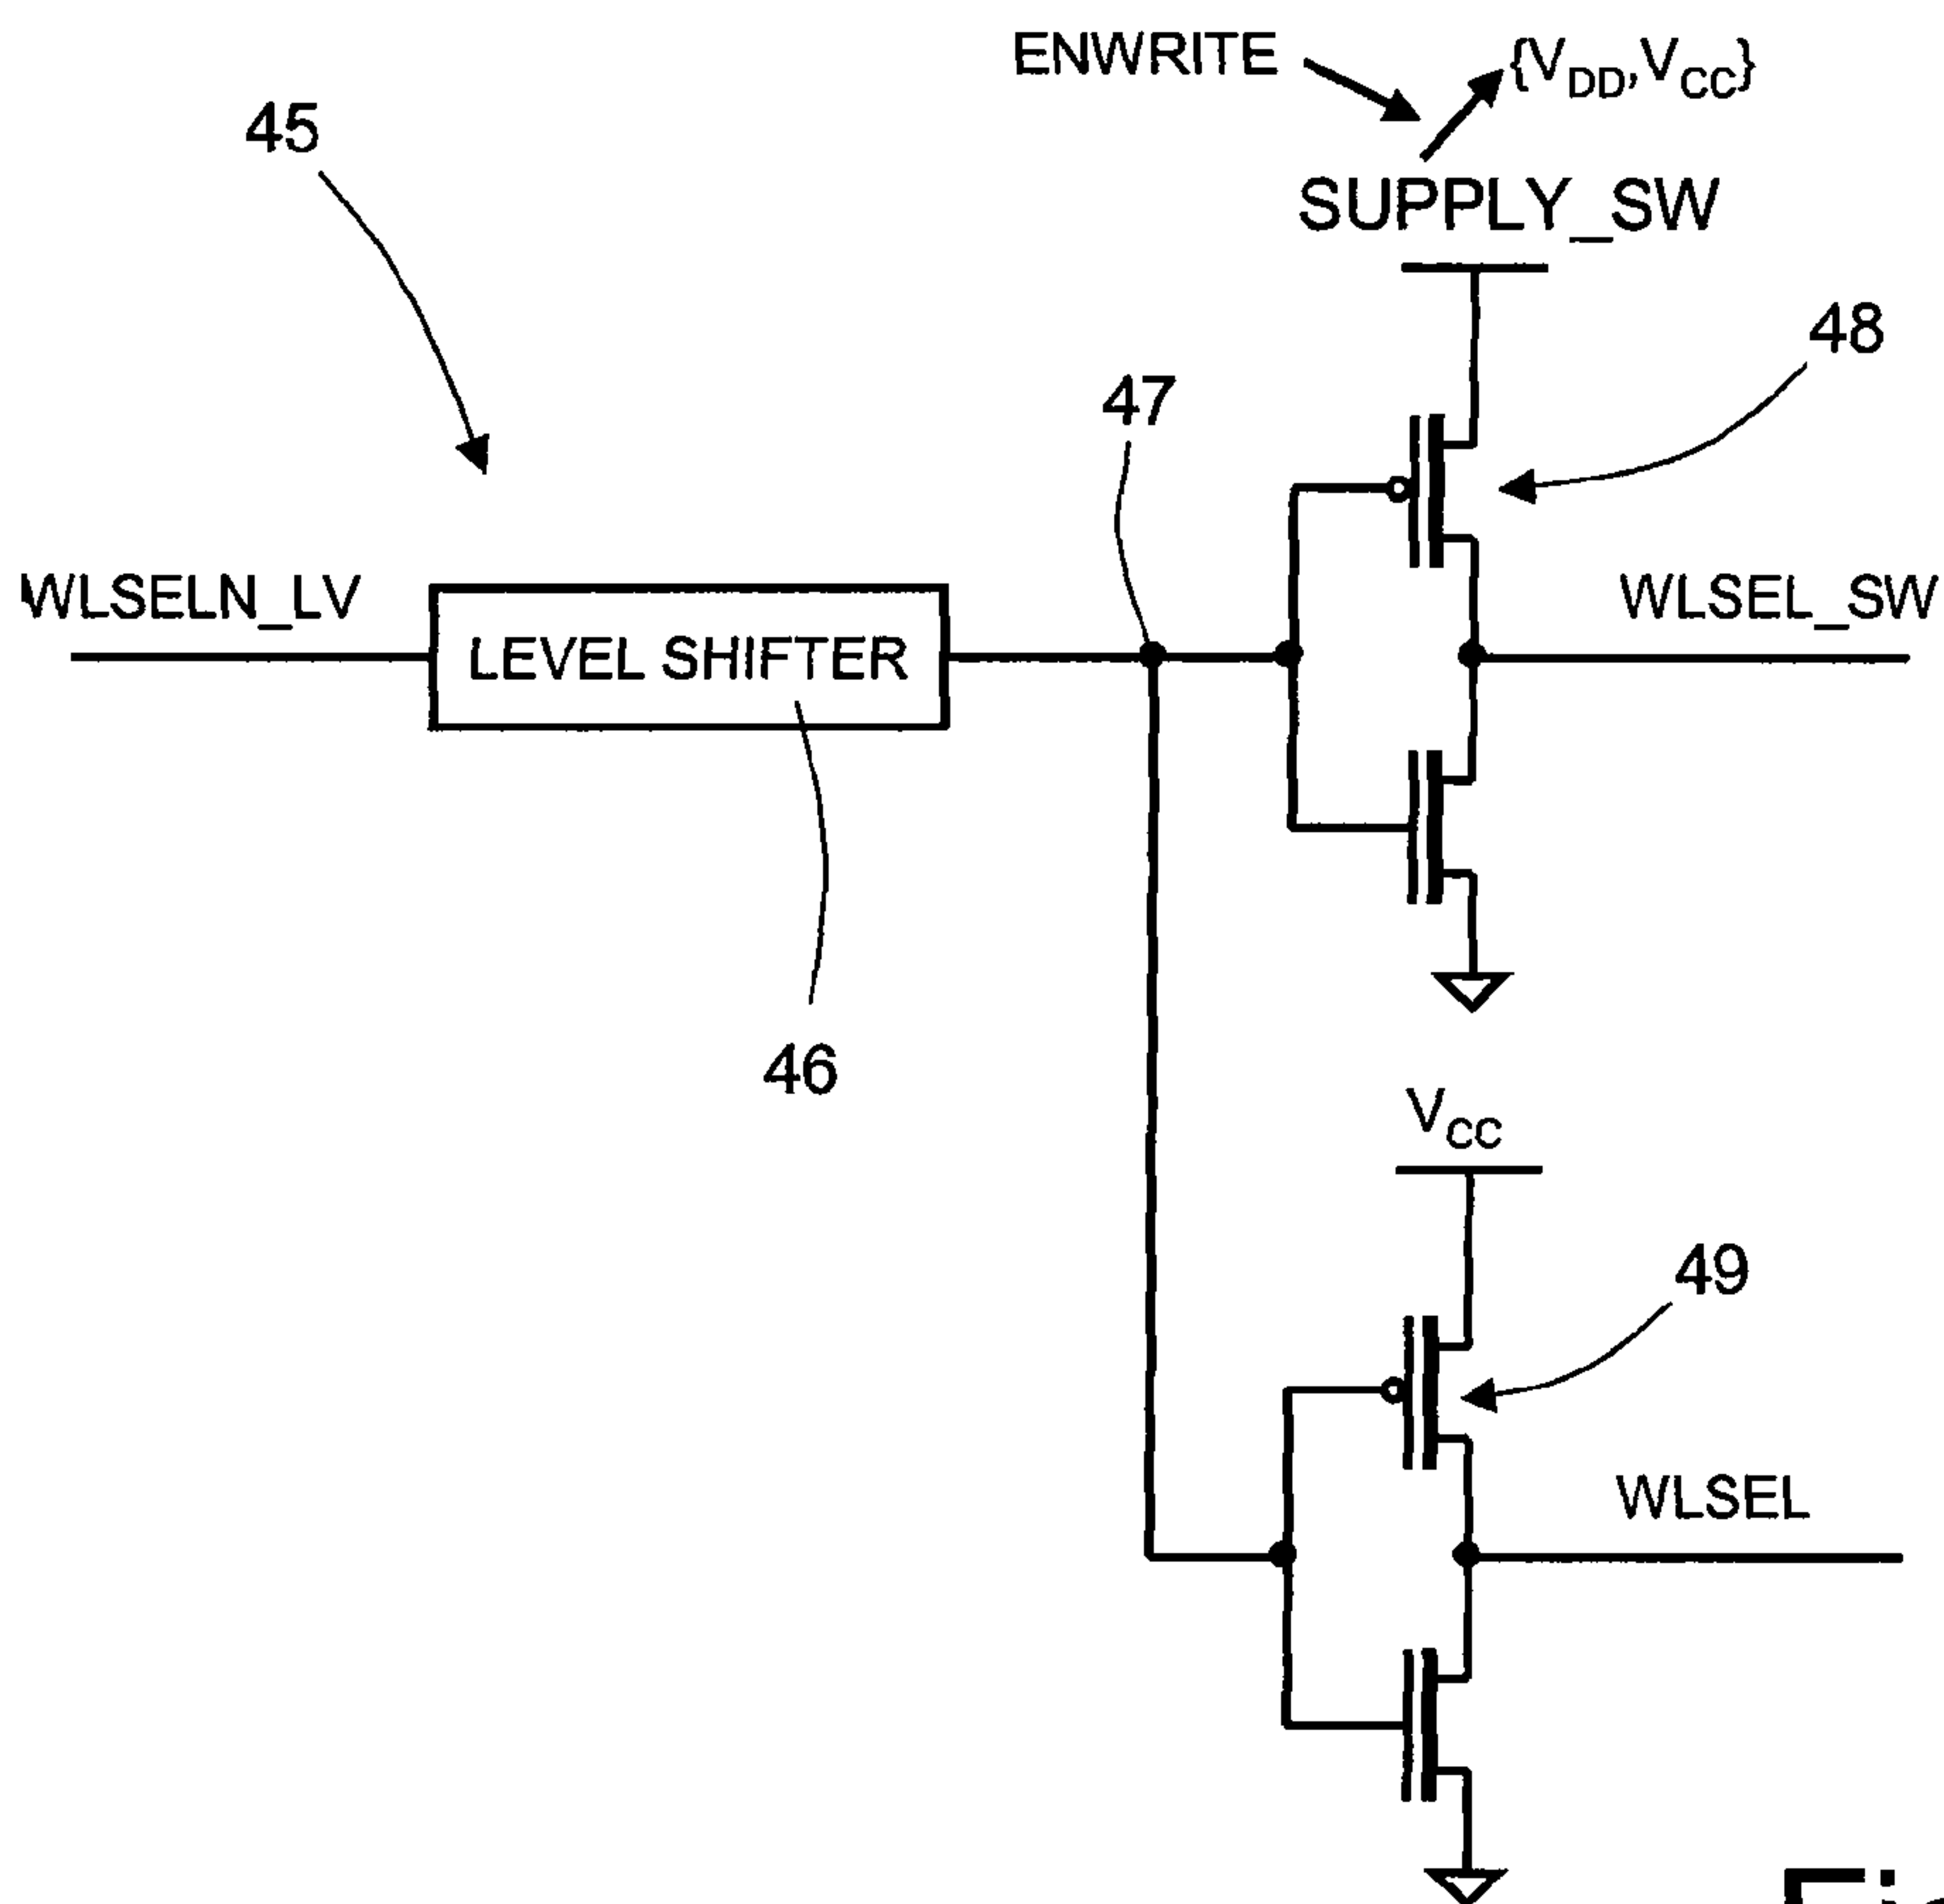 ENWRITE
{VDD,VCC}
45
SUPPLY_SW
48
47
WLSELN_LV
LEVEL SHIFTER
WLSEL_SW
46
VCC
49
WLSEL